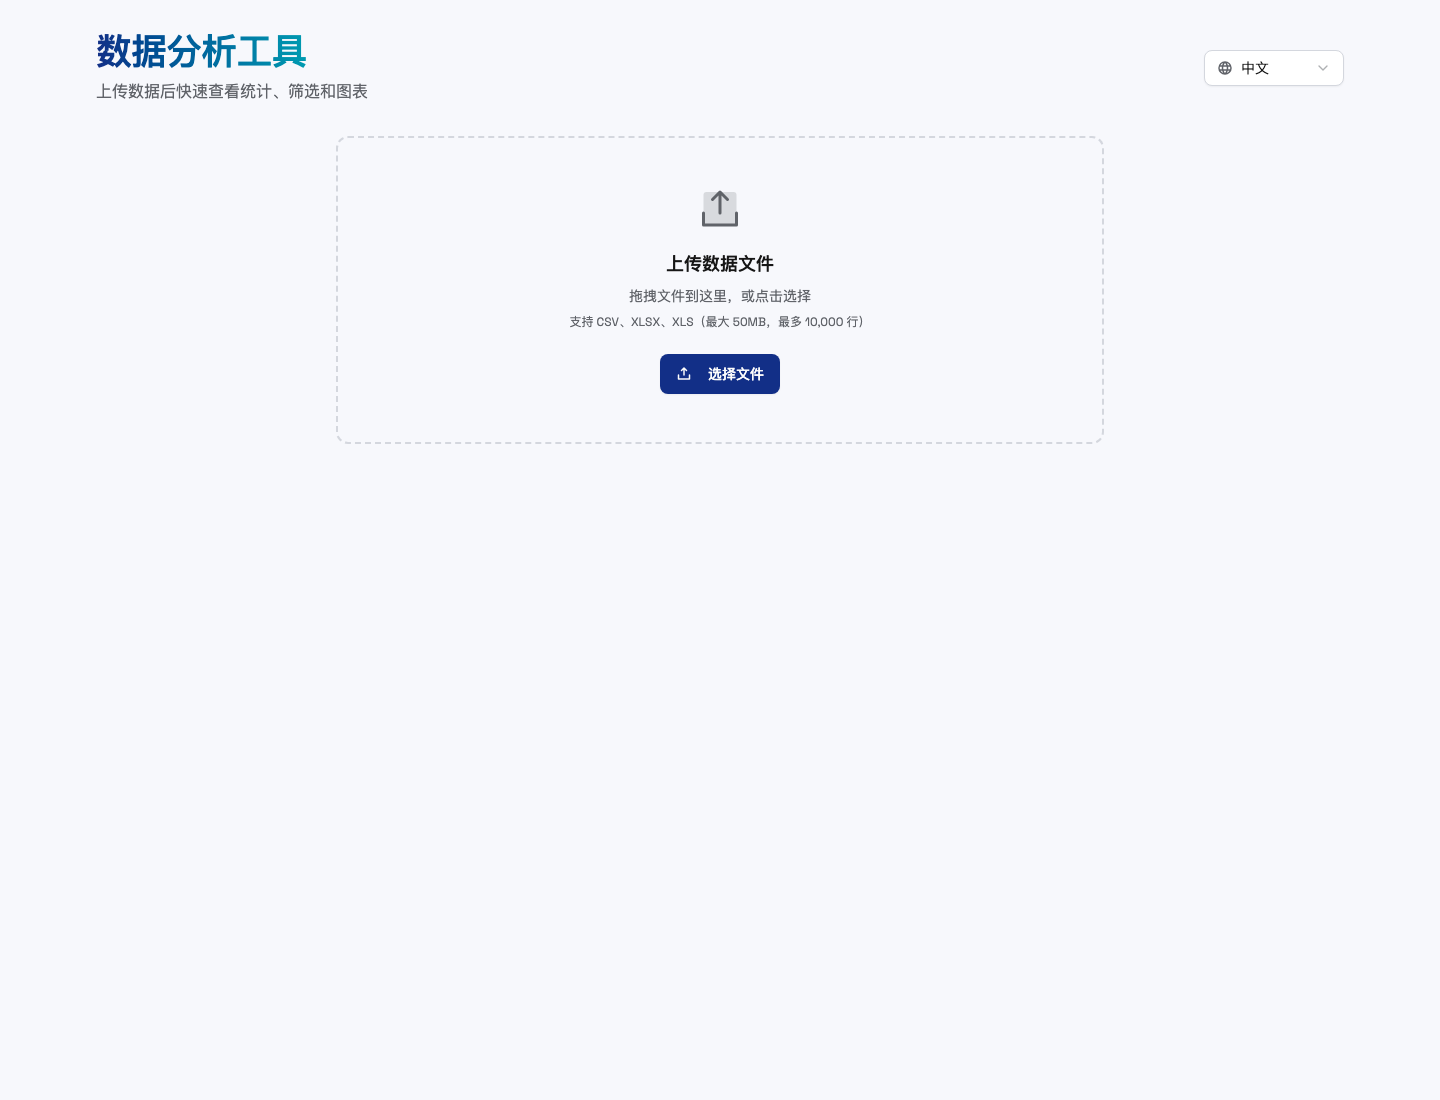 数据分析工具
上传数据后快速查看统计、筛选和图表
中文
上传数据文件
拖拽文件到这里，或点击选择
支持 CSV、XLSX、XLS（最大 50MB，最多 10,000 行）
选择文件